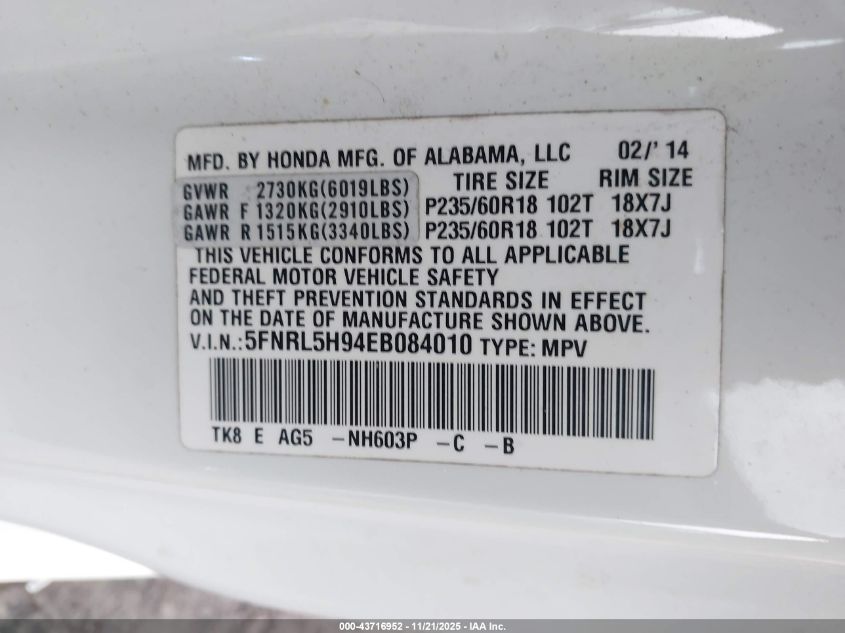 MFD. BY HONDA MFG. OF ALABAMA, LLC 02/' 14
TIRE SIZE RIM SIZE
GVWR 2730KG(6019LBS)
GAWR F 1320KG(2910LBS) P235/60R18 102T 18X7J
GAWR R 1515KG(3340LBS) P235/60R18 102T 18X7J
THIS VEHICLE CONFORMS TO ALL APPLICABLE
FEDERAL MOTOR VEHICLE SAFETY
AND THEFT PREVENTION STANDARDS IN EFFECT
ON THE DATE OF MANUFACTURE SHOWN ABOVE.
V.I.N.:5FNRL5H94EB084010 TYPE: MPV
TK8 E AG5 -NH603P -C -B
000-43716952 - 11/21/2025 - IAA Inc.